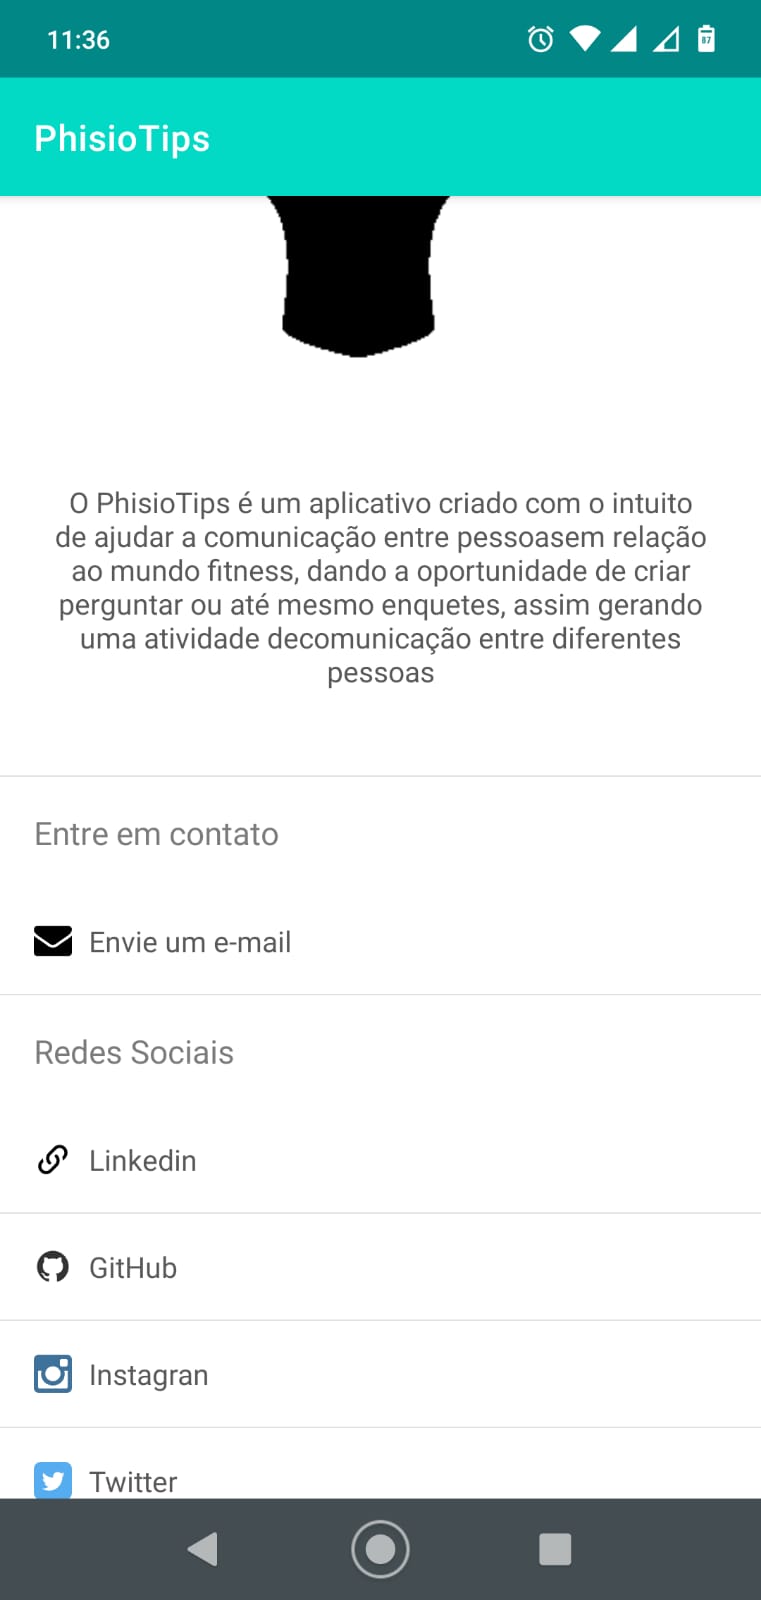 11:36
87
PhisioTips
O PhisioTips é um aplicativo criado com o intuito
de ajudar a comunicação entre pessoasem relação
ao mundo fitness, dando a oportunidade de criar
perguntar ou até mesmo enquetes, assim gerando
uma atividade decomunicação entre diferentes
pessoas
Entre em contato
Envie um e-mail
Redes Sociais
Linkedin
GitHub
Instagran
Twitter